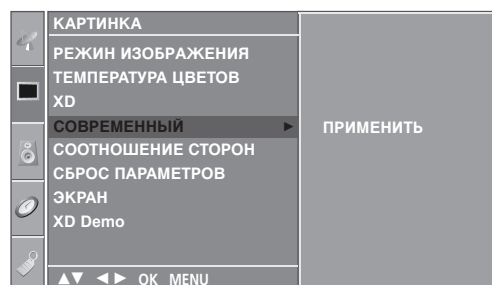 КАРТИНКА
РЕЖИН ИЗОБРАЖЕНИЯ
ТЕМПЕРАТУРА ЦВЕТОВ
XD
СОВРЕМЕННЫЙ ► ПРИМЕНИТЬ
СООТНОШЕНИЕ СТОРОН
СБРОС ПАРАМЕТРОВ
ЭКРАН
XD Demo
▲▼ ◄► OK MENU